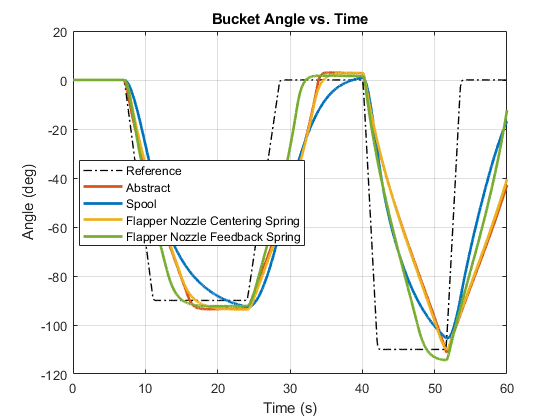 Bucket Angle vs. Time
20
0
-20
-40
-60
-80
-100
-120
Angle (deg)
Reference
Abstract
Spool
Flapper Nozzle Centering Spring
Flapper Nozzle Feedback Spring
0 10 20 30 40 50 60
Time (s)